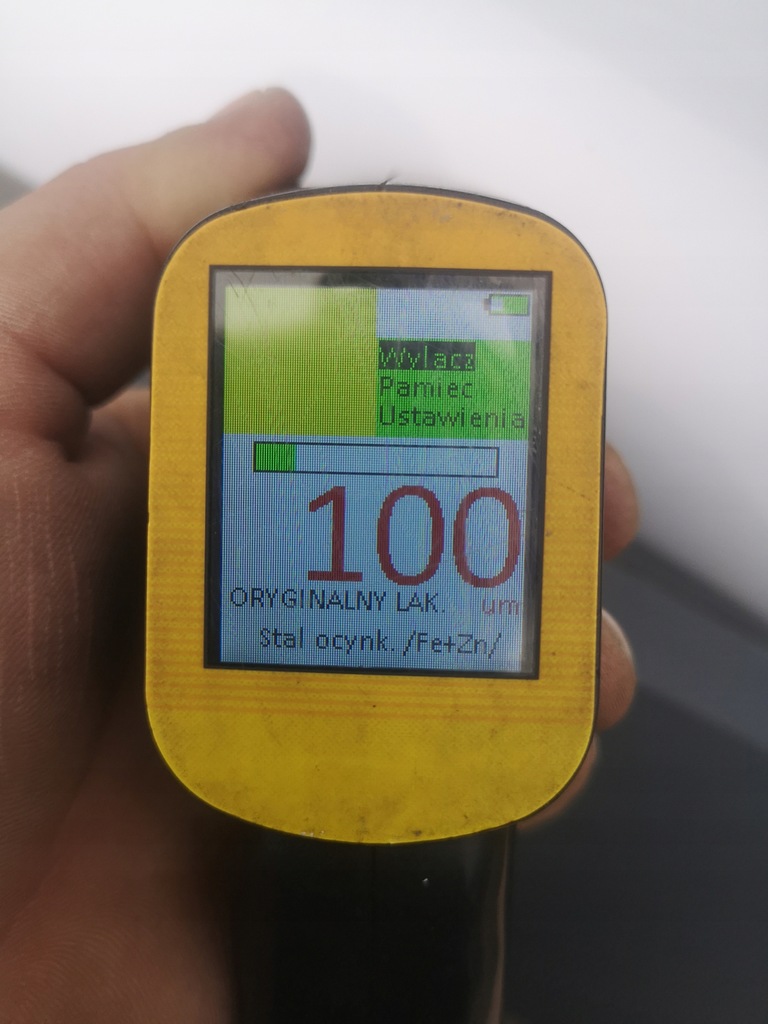 Wylacz
Pamiec
Ustawienia
100
ORYGINALNY LAK. um
Stal ocynk. /Fe+Zn/